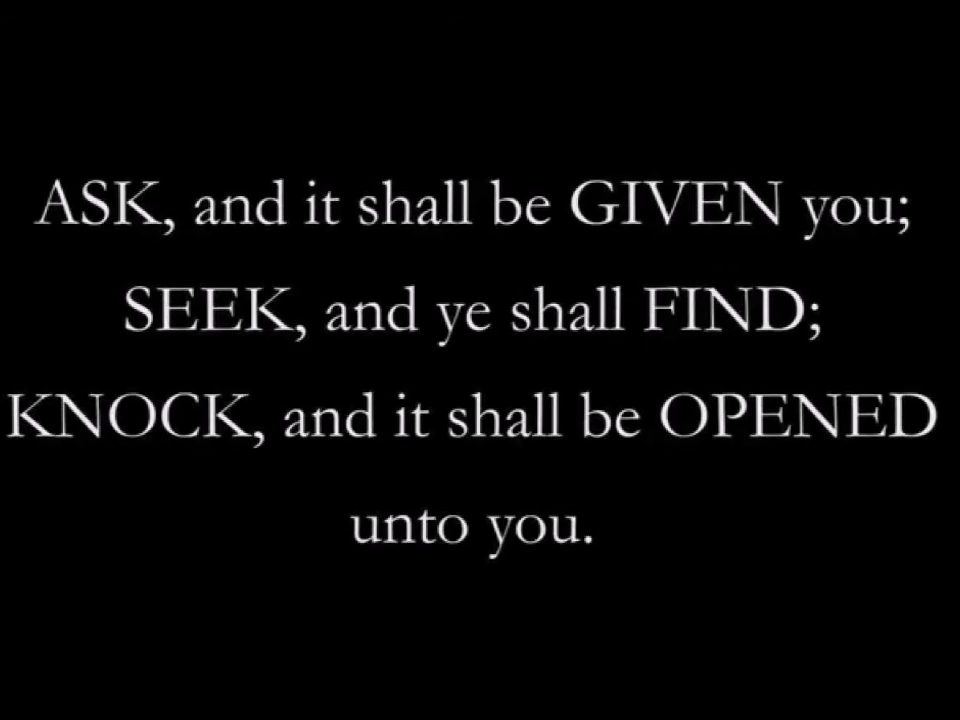 ASK, and it shall be GIVEN you;
SEEK, and ye shall FIND;
KNOCK, and it shall be OPENED
unto you.